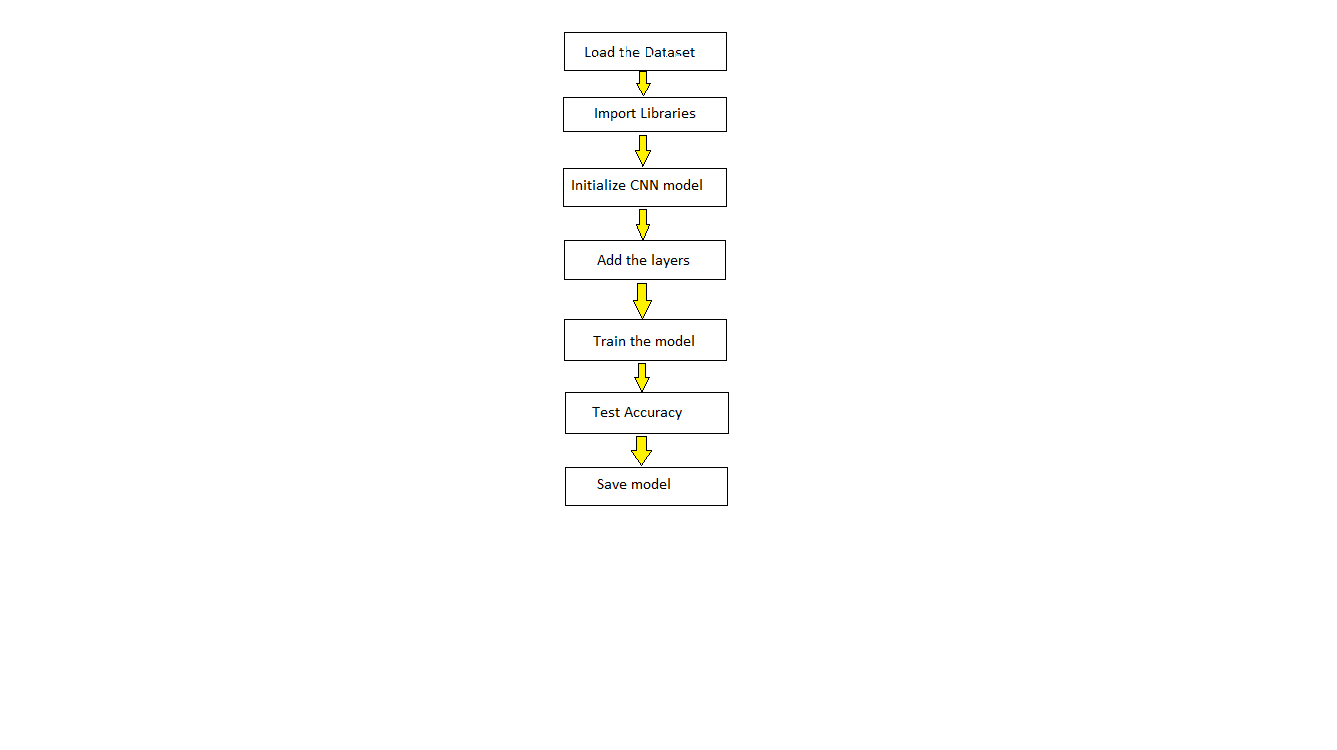 Load the Dataset
Import Libraries
Initialize CNN model
Add the layers
Train the model
Test Accuracy
Save model